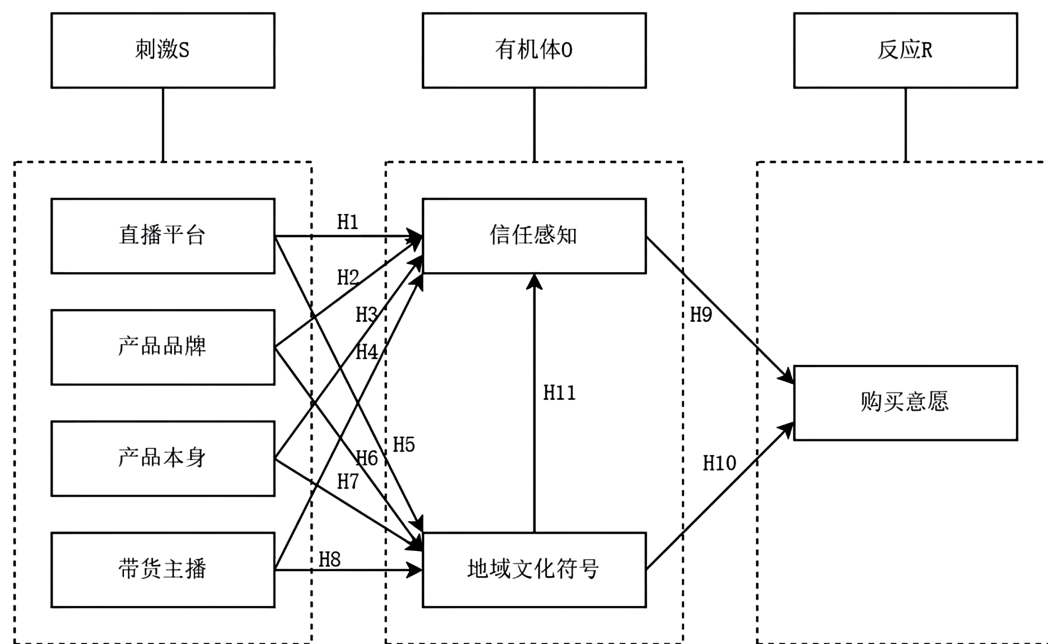 刺激S
有机体O
反应R
直播平台
H1
信任感知
H2
H3
H9
产品品牌
H4
H11
购买意愿
产品本身
H5
H6
H7
H10
带货主播
H8
地域文化符号